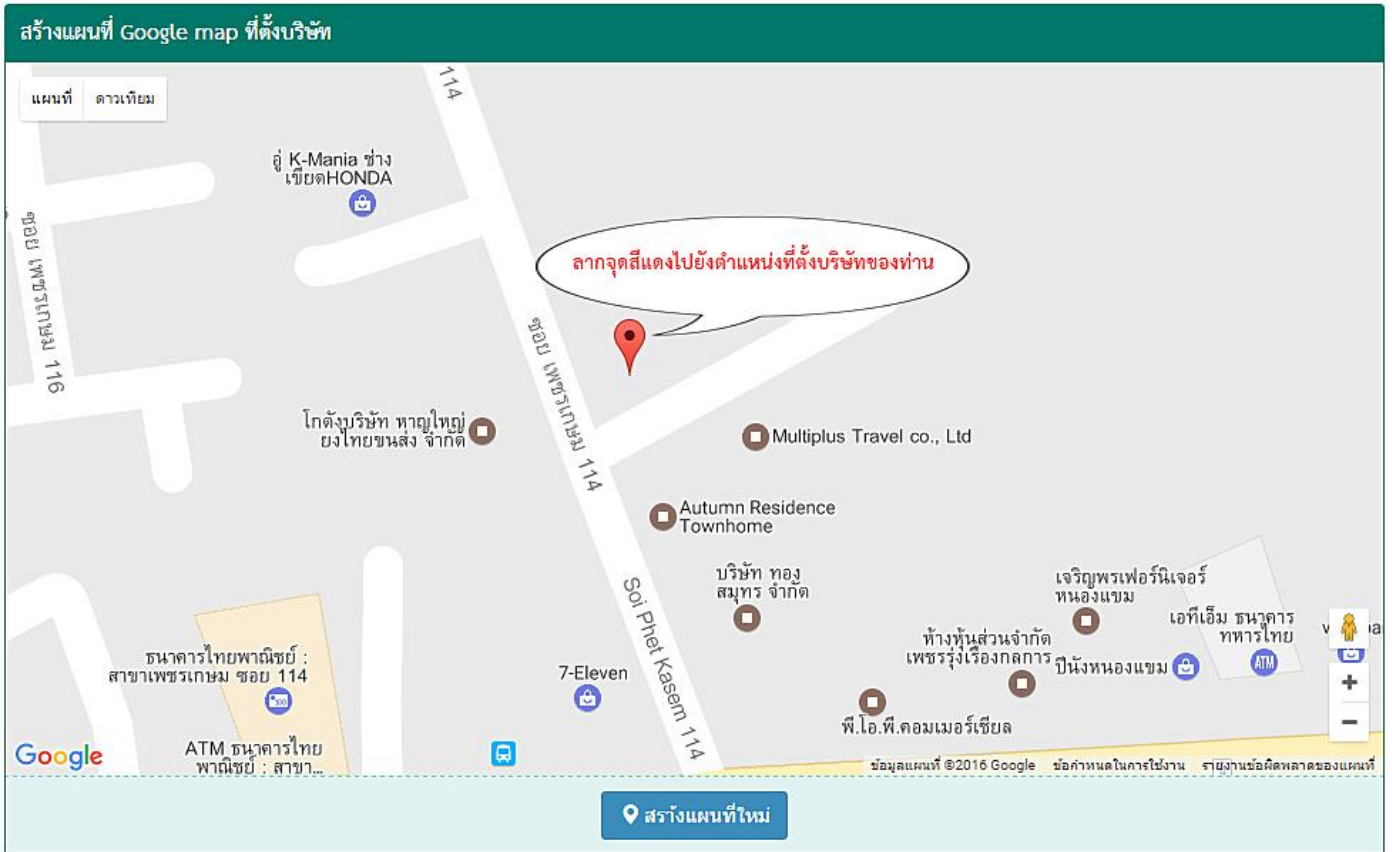 สร้างแผนที่ Google map ที่ตั้งบริษัท
แผนที่ ดาวเทียม
114
อู่ K-Mania ช่าง
เขียดHONDA
ซอย เพชรเกษม 116
ลากจุดสีแดงไปยังตำแหน่งที่ตั้งบริษัทของท่าน
ซอย เพชรเกษม 114
โกดังบริษัท หาญใหญ่
ยงไทยขนส่ง จำกัด
Multiplus Travel co., Ltd
Autumn Residence
Townhome
บริษัท ทอง
สมุทร จำกัด
Soi Phet Kasem 114
เจริญพรเฟอร์นิเจอร์
หนองแขม
เอทีเอ็ม ธนาคาร
ทหารไทย
ห้างหุ้นส่วนจำกัด
เพชรรุ่งเรืองกลการ
ปีนังหนองแขม
ATM
ธนาคารไทยพาณิชย์ :
สาขาเพชรเกษม ซอย 114
7-Eleven
พี.โอ.พี.คอมเมอร์เชียล
ATM ธนาคารไทย
พาณิชย์ : สาขา...
Google
ข้อมูลแผนที่ ©2016 Google ข้อกำหนดในการใช้งาน รายงานข้อผิดพลาดของแผนที่
สร้างแผนที่ใหม่